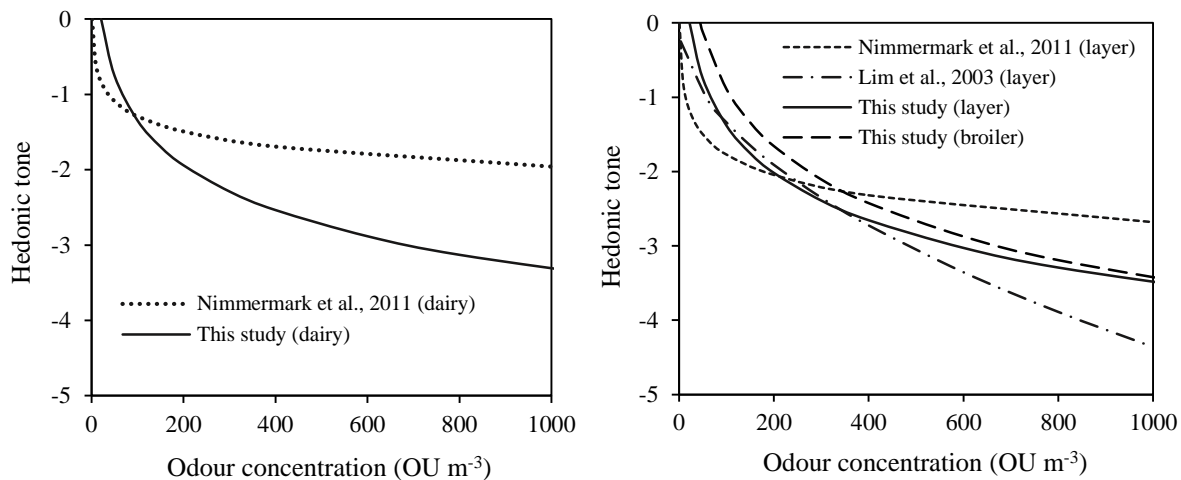 0
-1
-2
-3
-4
-5
Hedonic tone
Nimmermark et al., 2011 (dairy)
This study (dairy)
0 200 400 600 800 1000
Odour concentration (OU m⁻³)
0
-1
-2
-3
-4
-5
Hedonic tone
Nimmermark et al., 2011 (layer)
Lim et al., 2003 (layer)
This study (layer)
This study (broiler)
0 200 400 600 800 1000
Odour concentration (OU m⁻³)